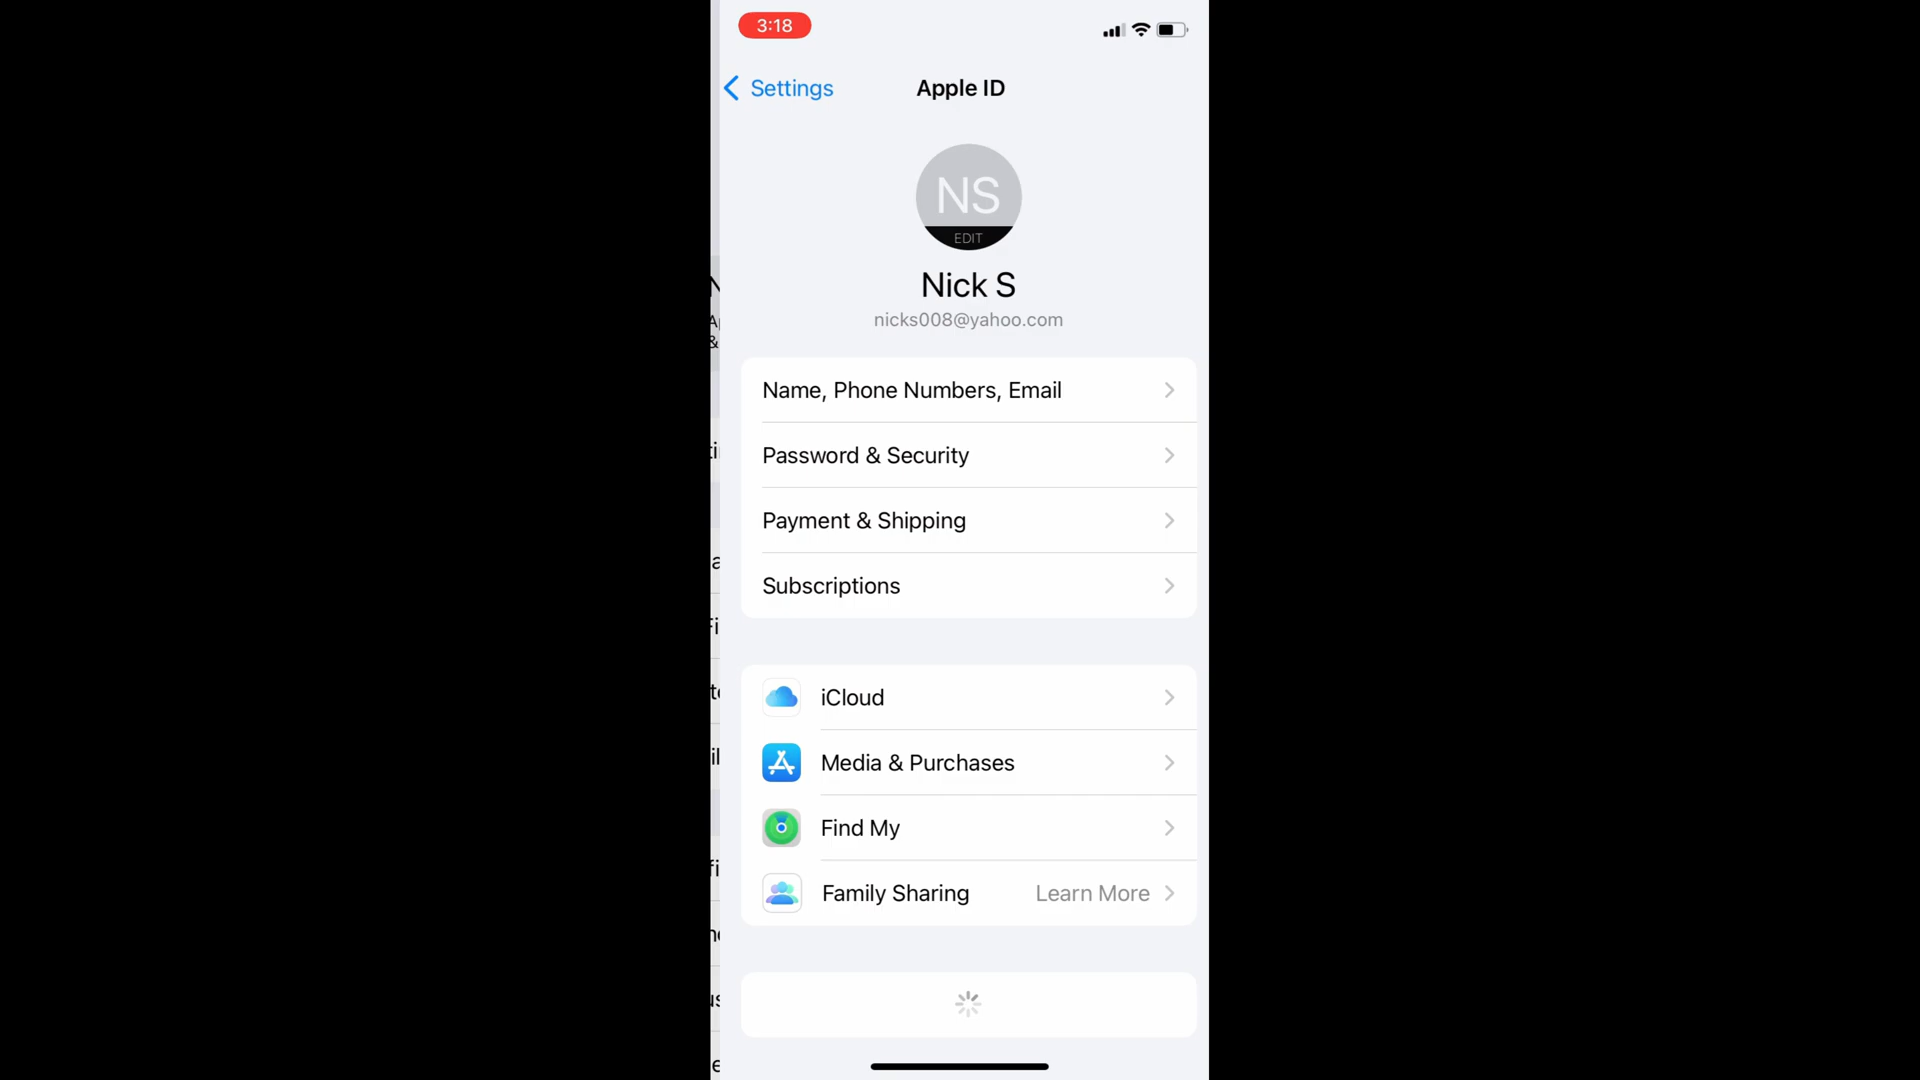 3:18
Settings
Apple ID
NS
EDIT
Nick S
nicks008@yahoo.com
Name, Phone Numbers, Email
Password & Security
Payment & Shipping
Subscriptions
iCloud
Media & Purchases
Find My
Family Sharing Learn More